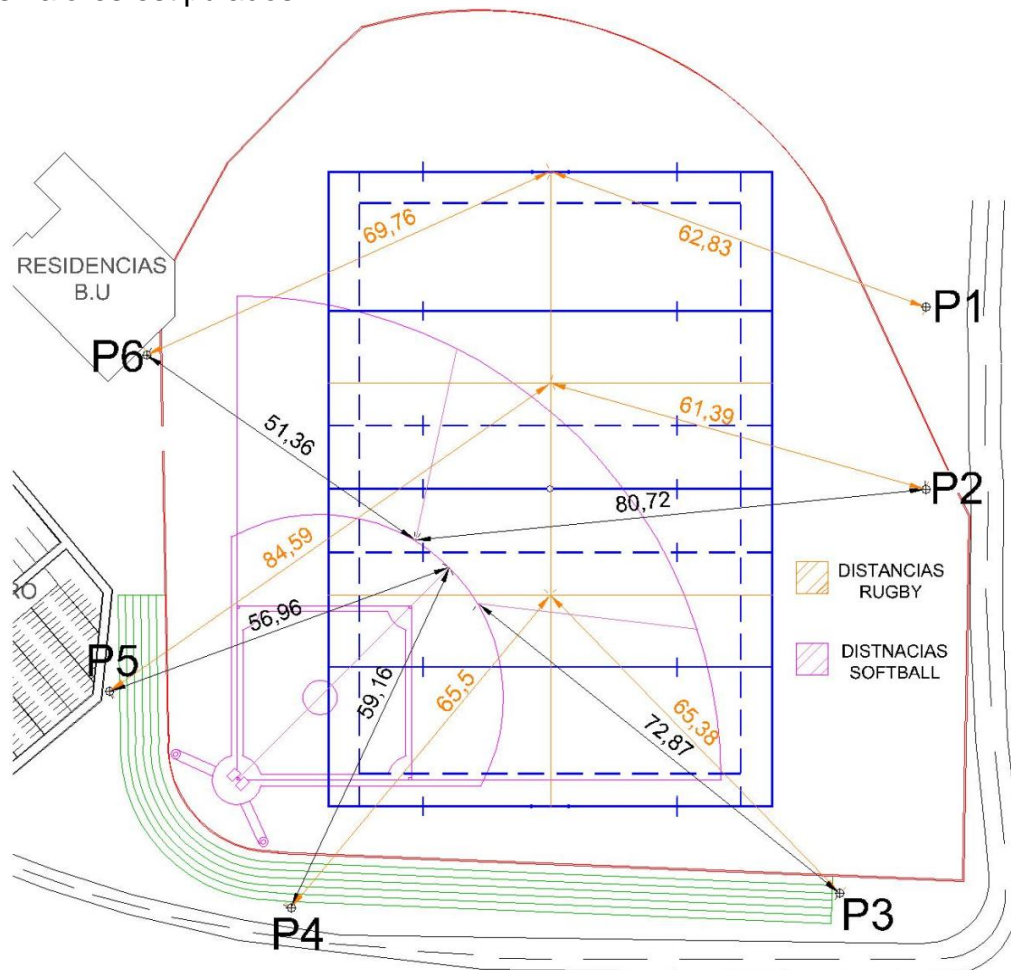 69,76
62,83
RESIDENCIAS
B.U
P1
P6
61,39
51,36
P2
80,72
84,59
DISTANCIAS
RUGBY
RO
56,96
DISTNACIAS
SOFTBALL
P5
59,16
65,5
65,38
72,87
P3
P4